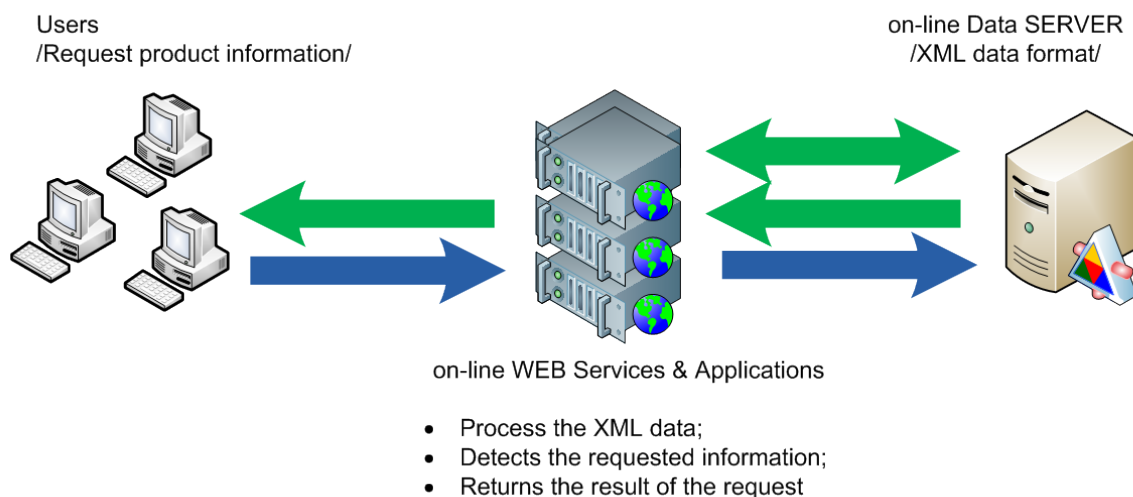 Users
/Request product information/
on-line Data SERVER
/XML data format/
on-line WEB Services & Applications
• Process the XML data;
• Detects the requested information;
• Returns the result of the request